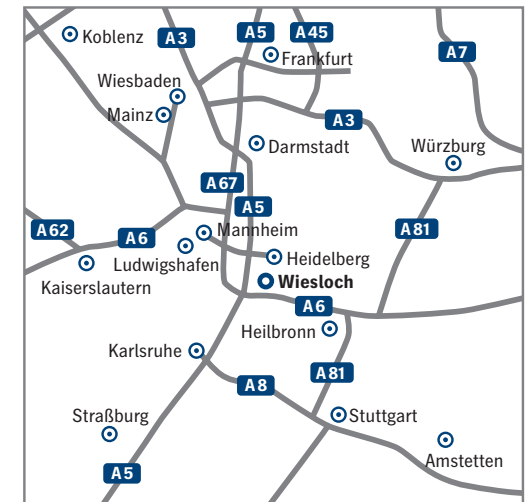 Koblenz
A3
A5
A45
A7
Frankfurt
Wiesbaden
Mainz
A3
Darmstadt
Würzburg
A67
A5
A62
A6
Mannheim
A81
Ludwigshafen
Heidelberg
Kaiserslautern
Wiesloch
A6
Heilbronn
Karlsruhe
A81
A8
Straßburg
Stuttgart
Amstetten
A5